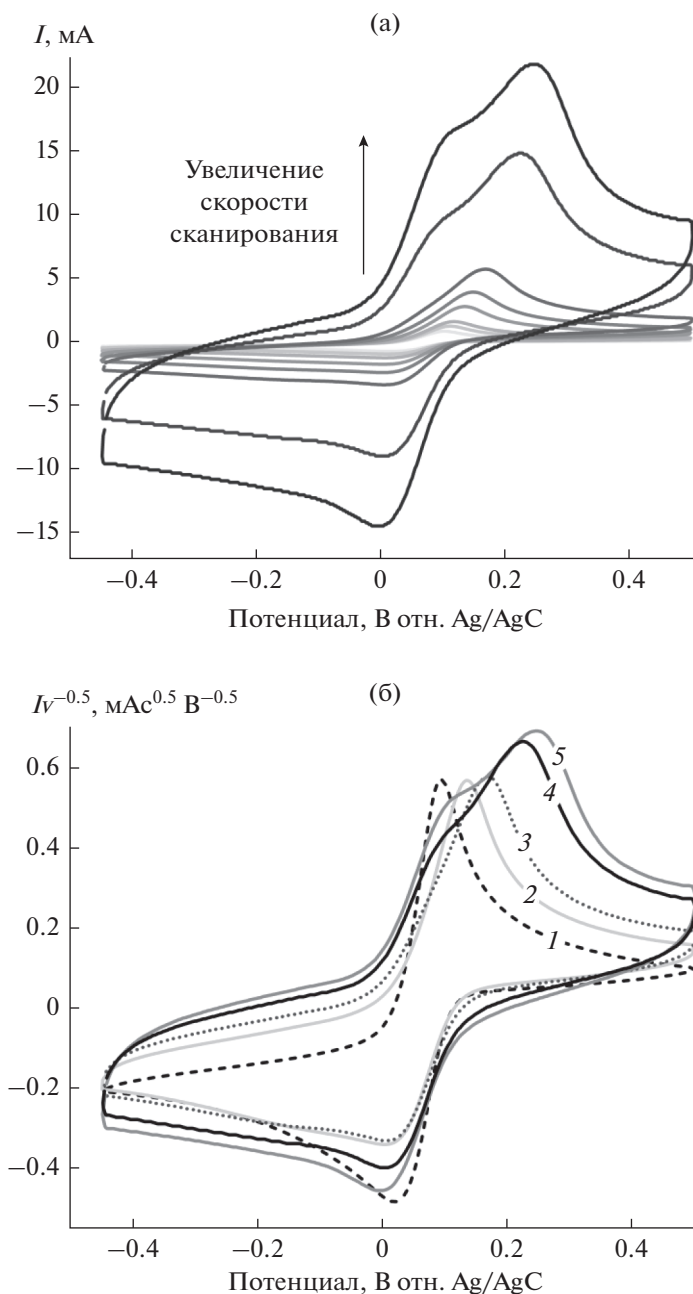 (а)
I, мА
20
15
10
5
0
−5
−10
−15
Увеличение
скорости
сканирования
−0.4 −0.2 0 0.2 0.4
Потенциал, В отн. Ag/AgC
(б)
Iv^−0.5, мАс^0.5 В^−0.5
0.6
0.4
0.2
0
−0.2
−0.4
5
4
3
2
1
−0.4 −0.2 0 0.2 0.4
Потенциал, В отн. Ag/AgC